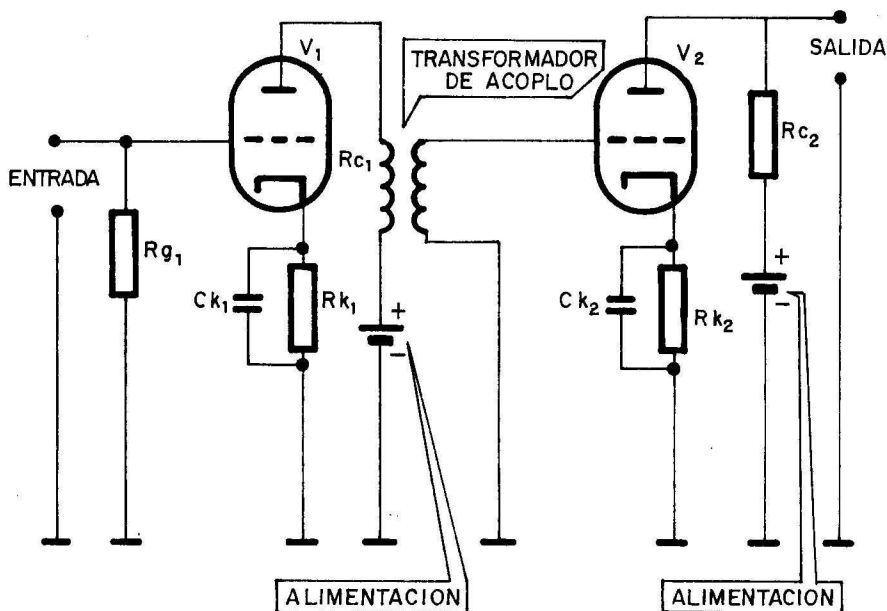 V1
TRANSFORMADOR
DE ACOPLO
V2
SALIDA
Rc1
Rc2
ENTRADA
Rg1
Ck1
Rk1
+
−
Ck2
Rk2
+
−
ALIMENTACION
ALIMENTACION